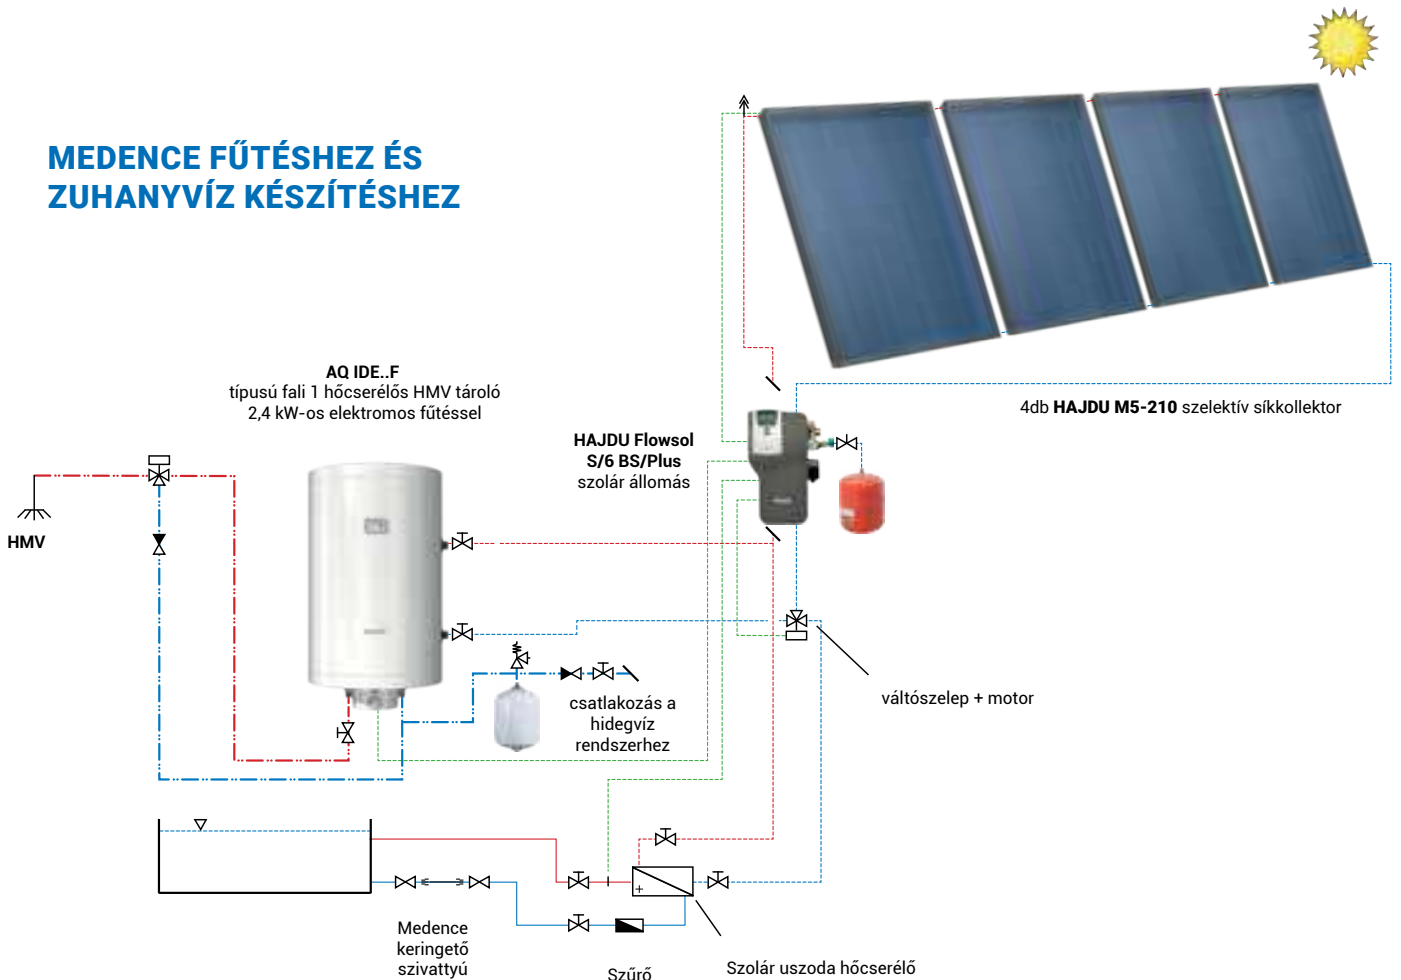 MEDENCE FŰTÉSHEZ ÉS
ZUHANYVÍZ KÉSZÍTÉSHEZ
AQ IDE..F
típusú fali 1 hőcserélős HMV tároló
2,4 kW-os elektromos fűtéssel
4db HAJDU M5-210 szelektív síkkollektor
HAJDU Flowsol
S/6 BS/Plus
szolár állomás
HMV
csatlakozás a
hidegvíz
rendszerhez
váltószelep + motor
Medence
keringető
szivattyú
Szűrő
Szolár uszoda hőcserélő